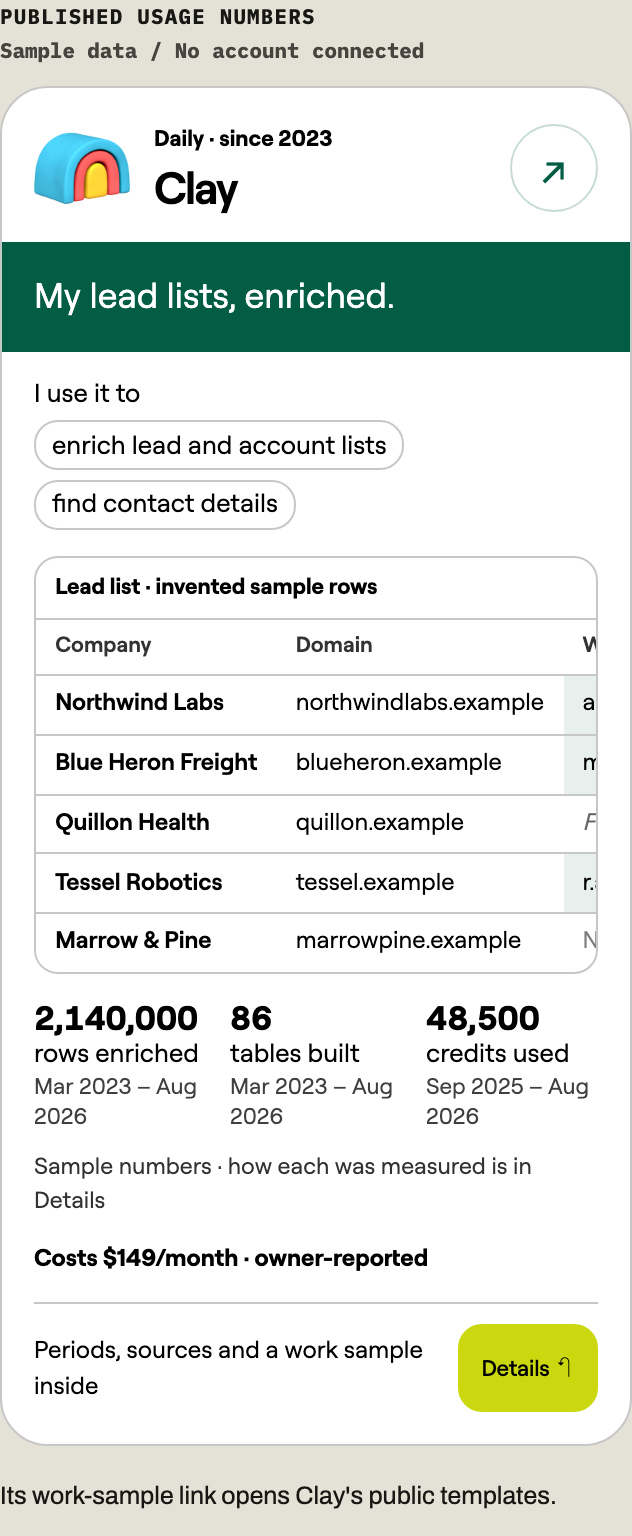 PUBLISHED USAGE NUMBERS
Sample data / No account connected
Daily · since 2023
Clay
My lead lists, enriched.
I use it to
enrich lead and account lists
find contact details
Lead list · invented sample rows
Company Domain
Northwind Labs northwindlabs.example
Blue Heron Freight blueheron.example
Quillon Health quillon.example
Tessel Robotics tessel.example
Marrow & Pine marrowpine.example
2,140,000 86 48,500
rows enriched tables built credits used
Mar 2023 – Aug Mar 2023 – Aug Sep 2025 – Aug
2026 2026 2026
Sample numbers · how each was measured is in
Details
Costs $149/month · owner-reported
Periods, sources and a work sample
inside
Details
Its work-sample link opens Clay's public templates.